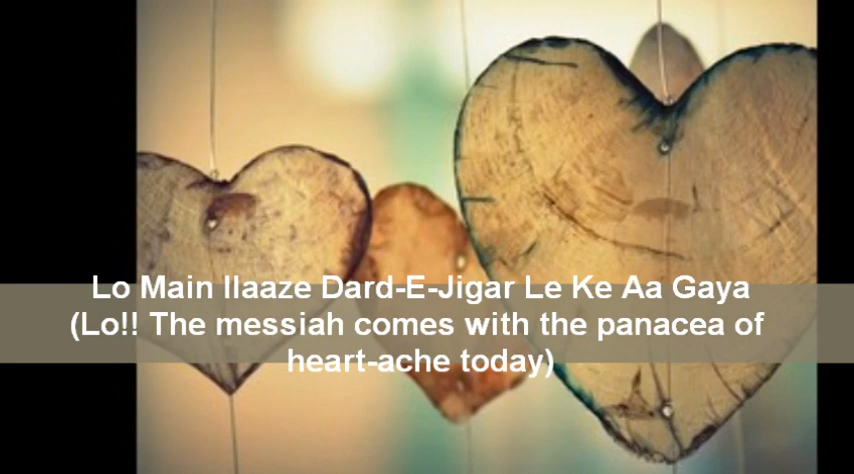 Lo Main Ilaaze Dard-E-Jigar Le Ke Aa Gaya
(Lo!! The messiah comes with the panacea of
heart-ache today)